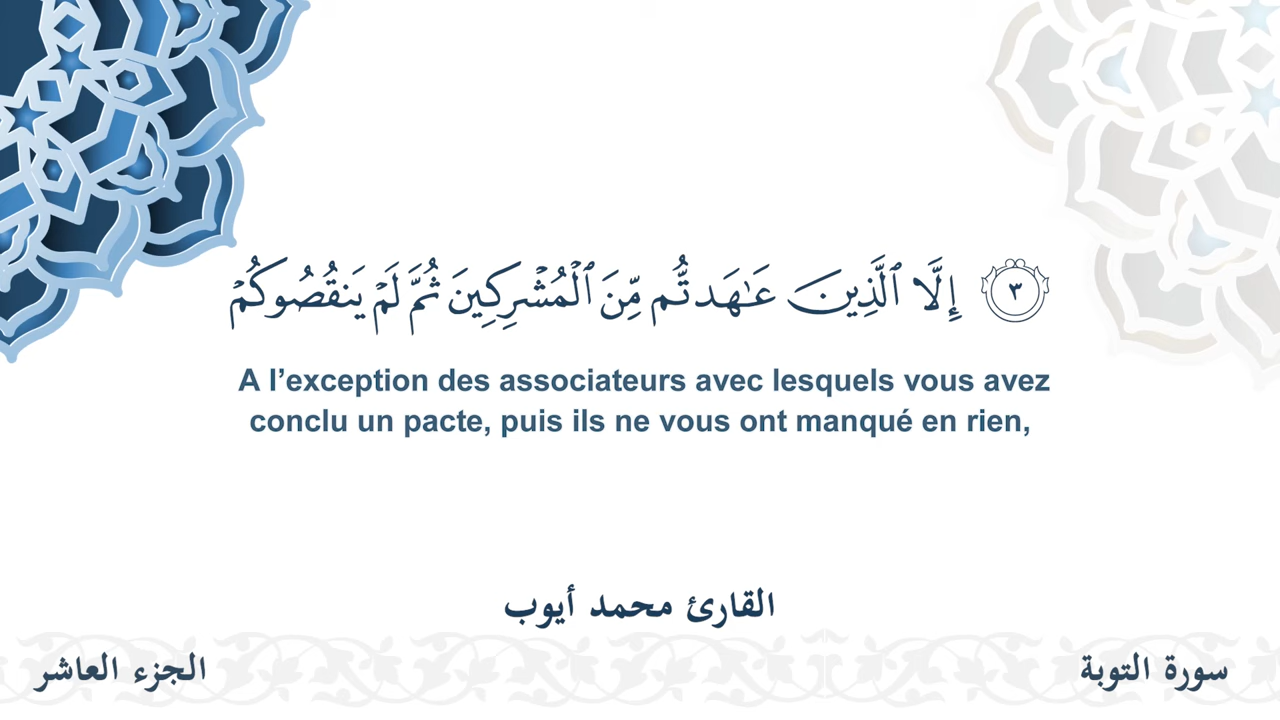 ٣ إِلَّا ٱلَّذِينَ عَـٰهَدتُّم مِّنَ ٱلْمُشْرِكِينَ ثُمَّ لَمْ يَنقُصُوكُمْ
A l’exception des associateurs avec lesquels vous avez
conclu un pacte, puis ils ne vous ont manqué en rien,
القارئ محمد أيوب
سورة التوبة
الجزء العاشر